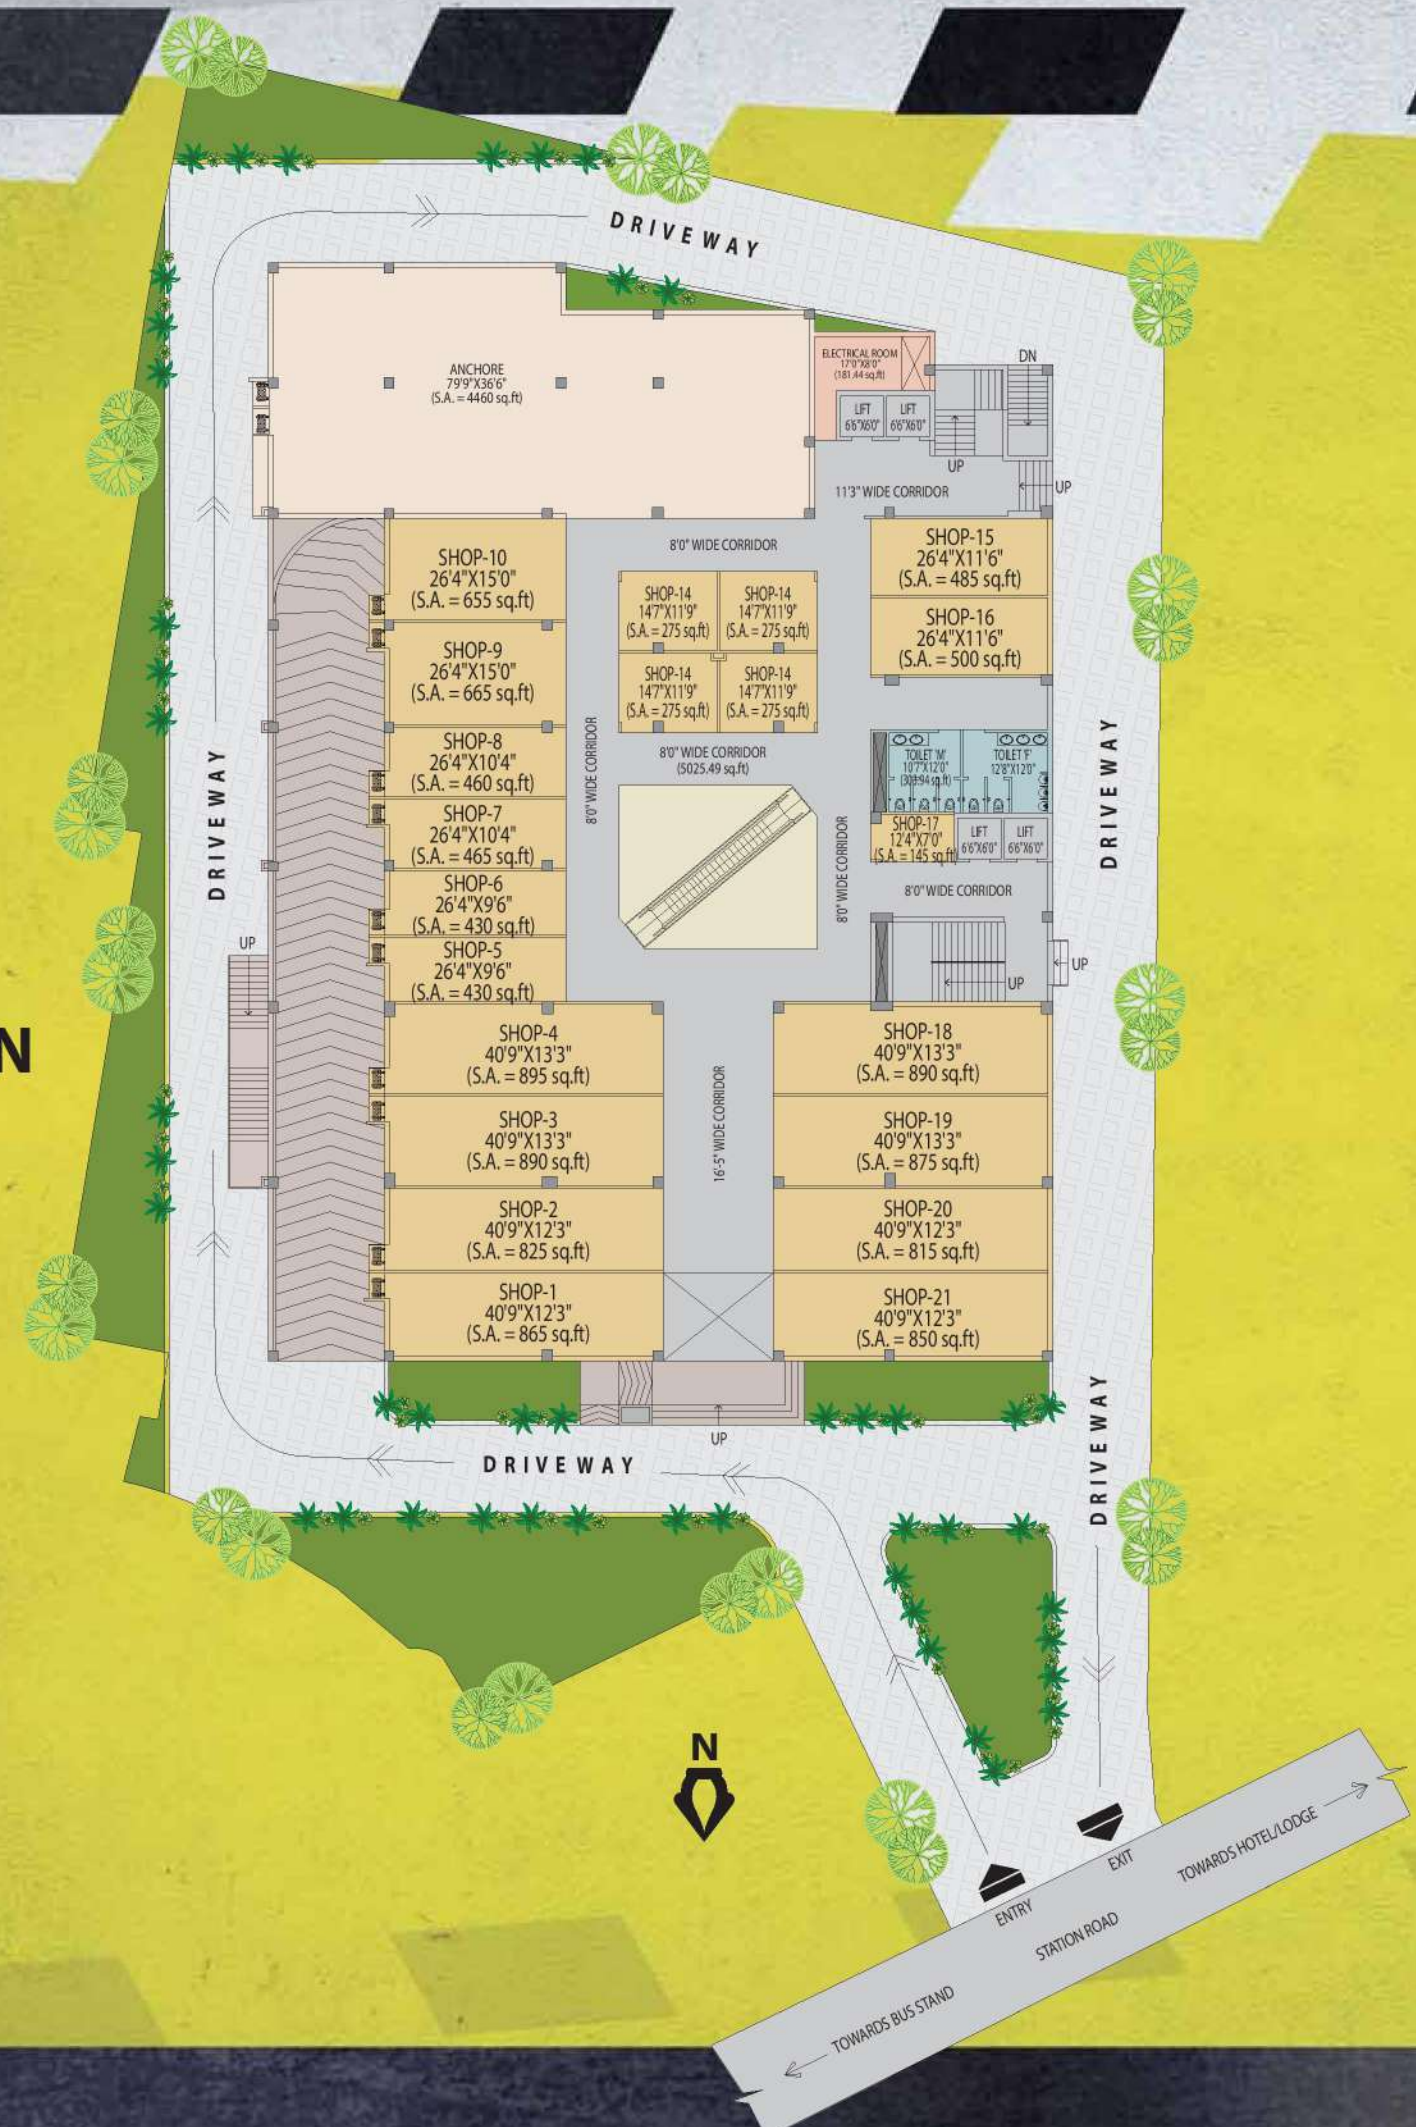 DRIVEWAY
ANCHORE
79'9"X36'6"
(S.A. = 4460 sq.ft)
ELECTRICAL ROOM
17'0"X8'0"
(181.44 sq.ft)
LIFT
6'6"X6'0"
LIFT
6'6"X6'0"
DN
UP
UP
11'3" WIDE CORRIDOR
8'0" WIDE CORRIDOR
SHOP-10
26'4"X15'0"
(S.A. = 655 sq.ft)
SHOP-14
14'7"X11'9"
(S.A. = 275 sq.ft)
SHOP-14
14'7"X11'9"
(S.A. = 275 sq.ft)
SHOP-15
26'4"X11'6"
(S.A. = 485 sq.ft)
SHOP-16
26'4"X11'6"
(S.A. = 500 sq.ft)
SHOP-9
26'4"X15'0"
(S.A. = 665 sq.ft)
SHOP-14
14'7"X11'9"
(S.A. = 275 sq.ft)
SHOP-14
14'7"X11'9"
(S.A. = 275 sq.ft)
SHOP-8
26'4"X10'4"
(S.A. = 460 sq.ft)
8'0" WIDE CORRIDOR
8'0" WIDE CORRIDOR
(5025.49 sq.ft)
TOILET 'M'
10'7"X12'0"
TOILET 'F'
12'8"X12'0"
DRIVEWAY
DRIVEWAY
SHOP-7
26'4"X10'4"
(S.A. = 465 sq.ft)
8'0" WIDE CORRIDOR
SHOP-17
12'4"X7'0"
(S.A. = 145 sq.ft)
LIFT
6'6"X6'0"
LIFT
6'6"X6'0"
SHOP-6
26'4"X9'6"
(S.A. = 430 sq.ft)
8'0" WIDE CORRIDOR
UP
SHOP-5
26'4"X9'6"
(S.A. = 430 sq.ft)
UP
UP
N
SHOP-4
40'9"X13'3"
(S.A. = 895 sq.ft)
SHOP-18
40'9"X13'3"
(S.A. = 890 sq.ft)
16'-5" WIDE CORRIDOR
SHOP-3
40'9"X13'3"
(S.A. = 890 sq.ft)
SHOP-19
40'9"X13'3"
(S.A. = 875 sq.ft)
SHOP-2
40'9"X12'3"
(S.A. = 825 sq.ft)
SHOP-20
40'9"X12'3"
(S.A. = 815 sq.ft)
SHOP-1
40'9"X12'3"
(S.A. = 865 sq.ft)
SHOP-21
40'9"X12'3"
(S.A. = 850 sq.ft)
UP
DRIVEWAY
DRIVEWAY
N
EXIT
ENTRY
TOWARDS HOTEL/LODGE
STATION ROAD
TOWARDS BUS STAND